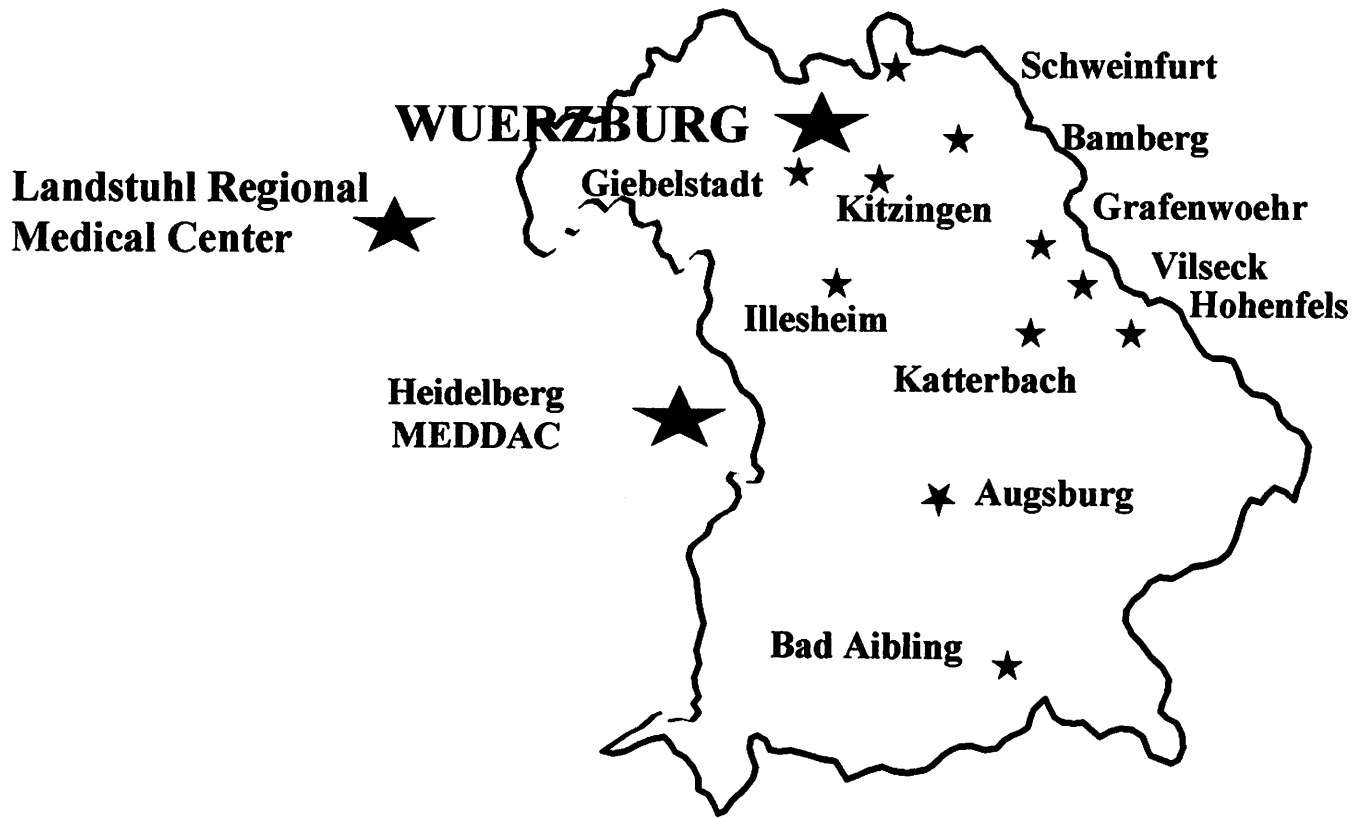 Schweinfurt
WUERZBURG
Bamberg
Landstuhl Regional
Medical Center
Giebelstadt
Kitzingen
Grafenwoehr
Vilseck
Hohenfels
Illesheim
Katterbach
Heidelberg
MEDDAC
Augsburg
Bad Aibling